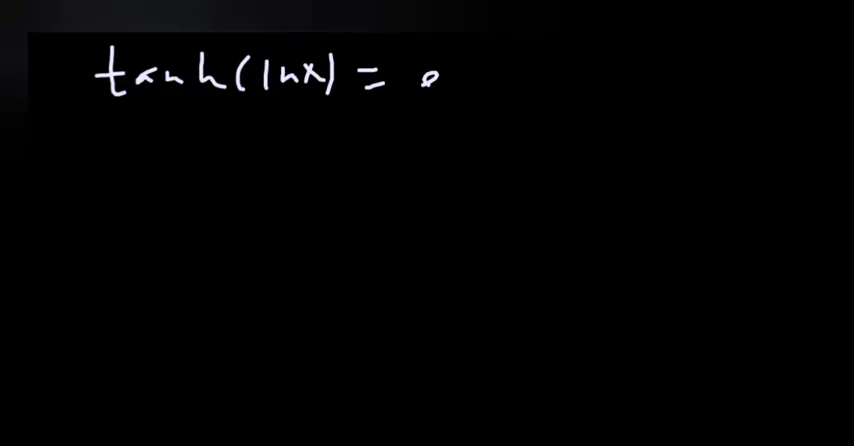 tanh(lnx) =